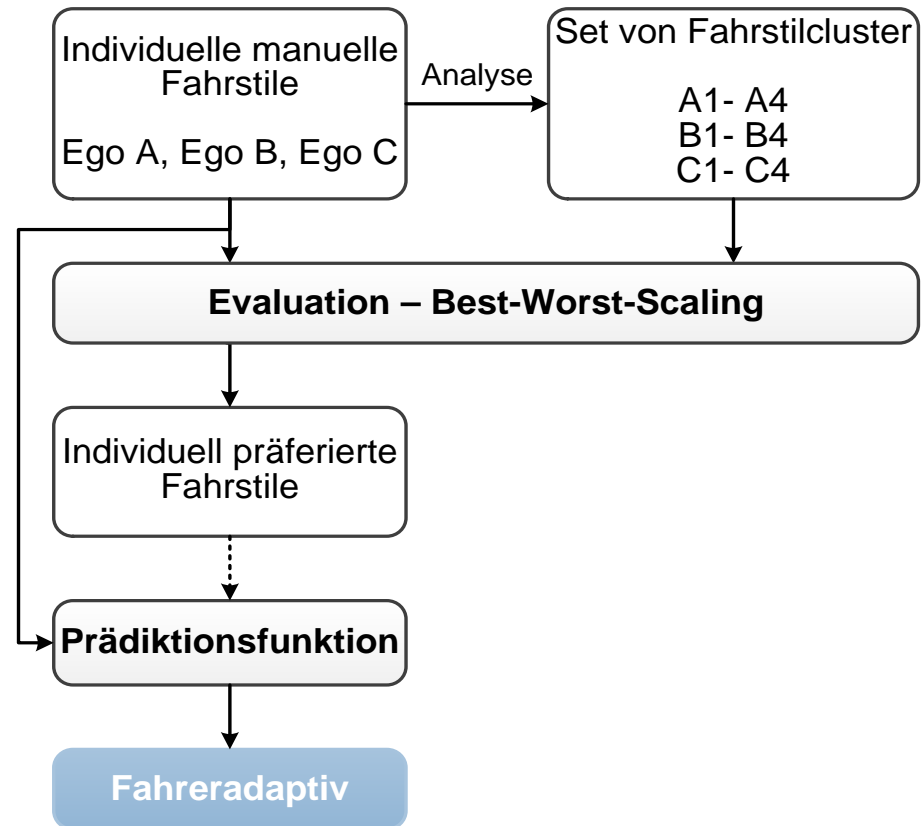 Individuelle manuelle
Fahrstile
Ego A, Ego B, Ego C
Analyse
Set von Fahrstilcluster
A1- A4
B1- B4
C1- C4
Evaluation – Best-Worst-Scaling
Individuell präferierte
Fahrstile
Prädiktionsfunktion
Fahreradaptiv